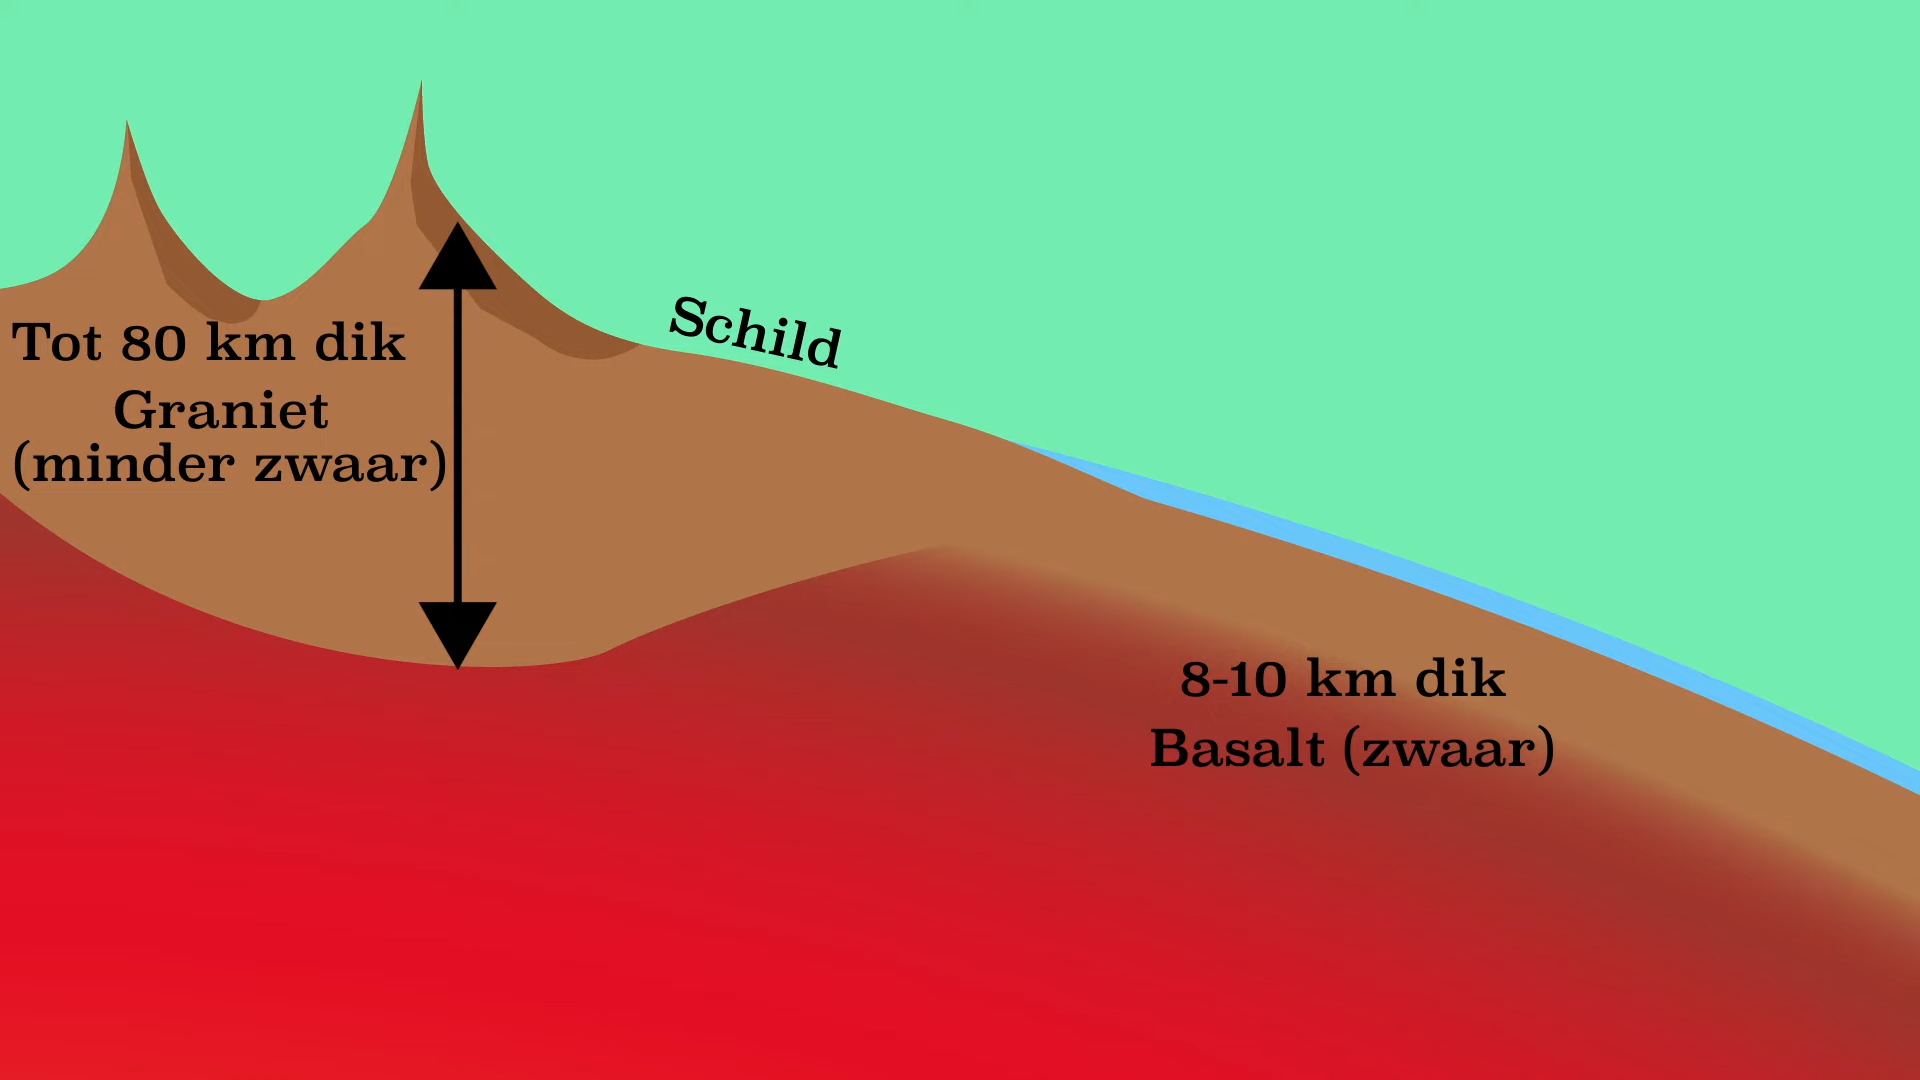 Schild
Tot 80 km dik
Graniet
(minder zwaar)
8-10 km dik
Basalt (zwaar)